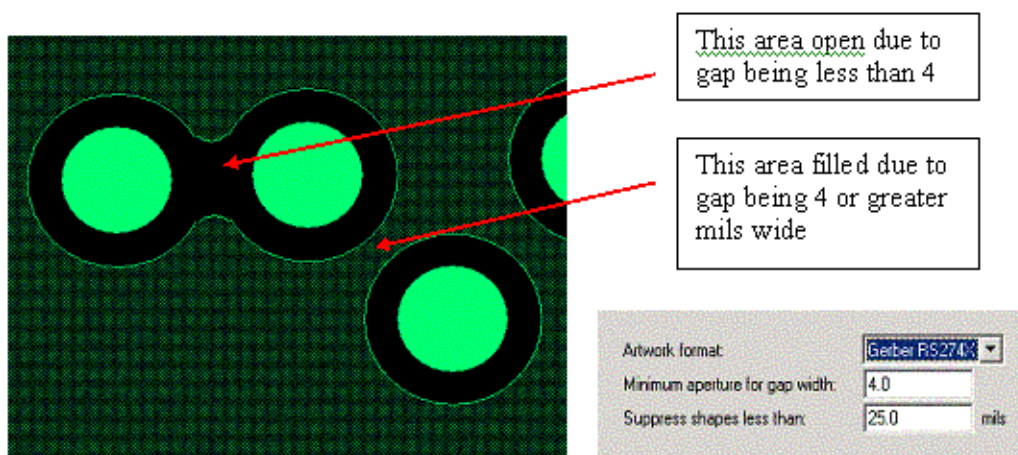 This area open due to
gap being less than 4
This area filled due to
gap being 4 or greater
mils wide
Artwork format:
Gerber RS274X
Minimum aperture for gap width:
4.0
Suppress shapes less than:
25.0
mils